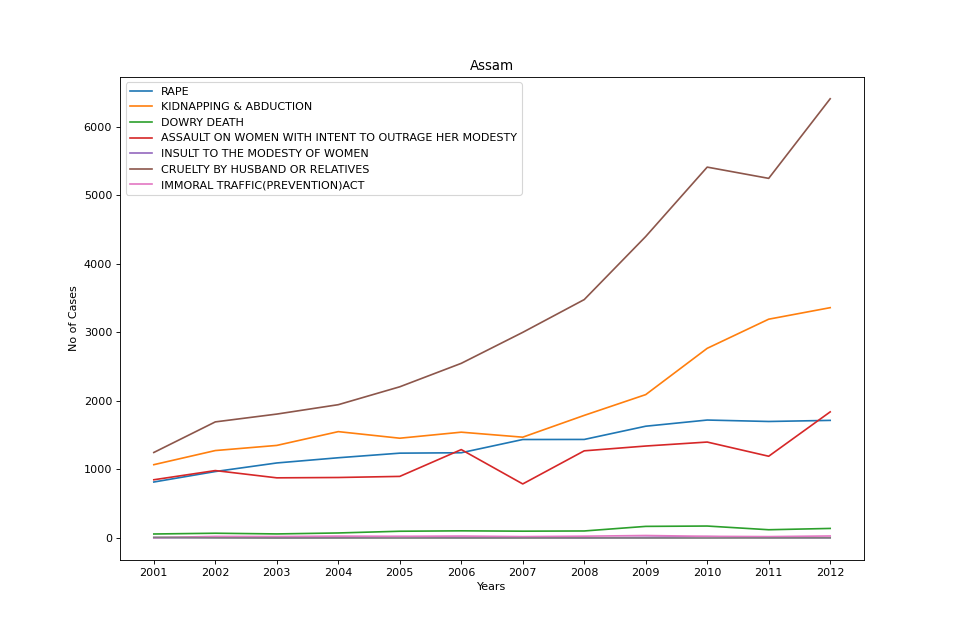 Assam
RAPE
KIDNAPPING & ABDUCTION
DOWRY DEATH
ASSAULT ON WOMEN WITH INTENT TO OUTRAGE HER MODESTY
INSULT TO THE MODESTY OF WOMEN
CRUELTY BY HUSBAND OR RELATIVES
IMMORAL TRAFFIC(PREVENTION)ACT
No of Cases
6000
5000
4000
3000
2000
1000
0
2001 2002 2003 2004 2005 2006 2007 2008 2009 2010 2011 2012
Years